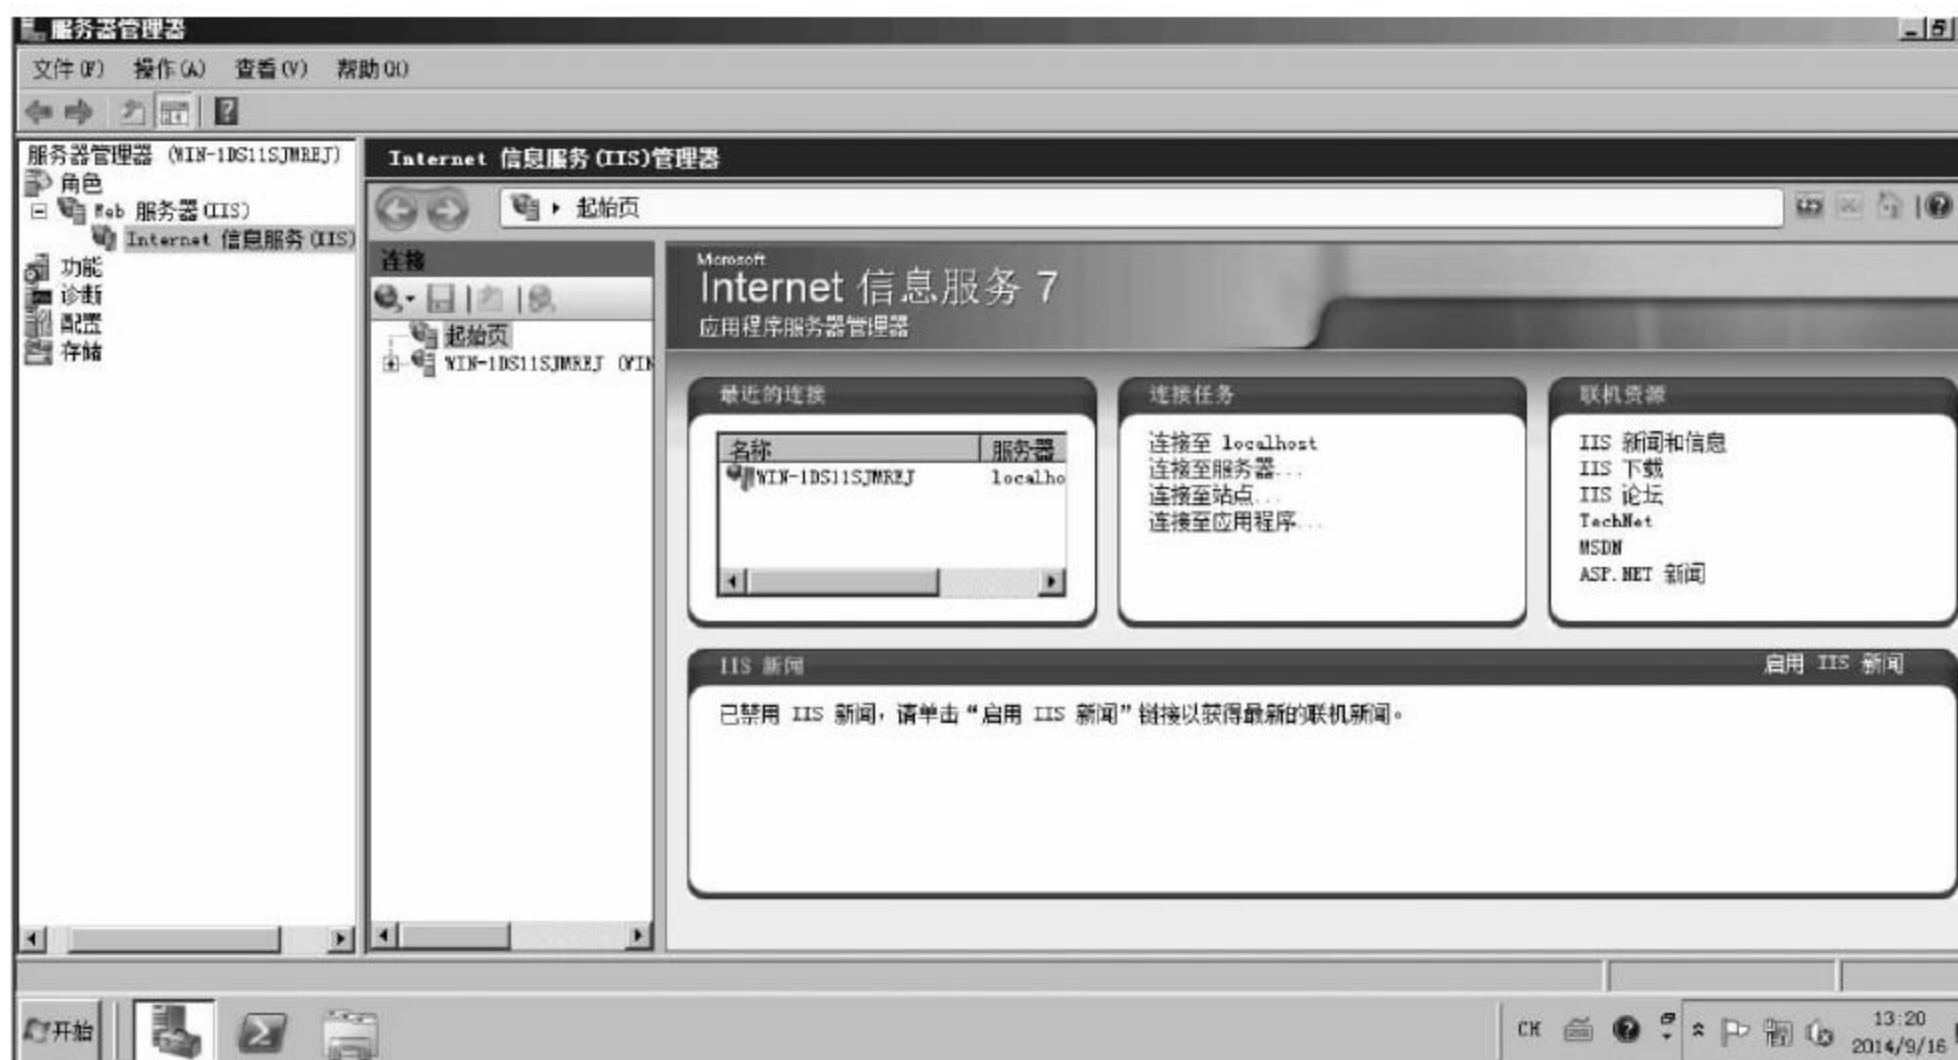 服务器管理器
文件(F) 操作(A) 查看(V) 帮助(H)
服务器管理器 (WIN-1DS11SJMREJ)
角色
Web 服务器(IIS)
Internet 信息服务(IIS)
功能
诊断
配置
存储
Internet 信息服务(IIS)管理器
起始页
连接
起始页
WIN-1DS11SJMREJ (WIN
Microsoft
Internet 信息服务 7
应用程序服务器管理器
最近的连接
名称 服务器
WIN-1DS11SJMREJ localho
连接任务
连接至 localhost
连接至服务器...
连接至站点...
连接至应用程序...
联机资源
IIS 新闻和信息
IIS 下载
IIS 论坛
TechNet
MSDN
ASP.NET 新闻
IIS 新闻 启用 IIS 新闻
已禁用 IIS 新闻，请单击“启用 IIS 新闻”链接以获得最新的联机新闻。
开始
CH
13:20
2014/9/16